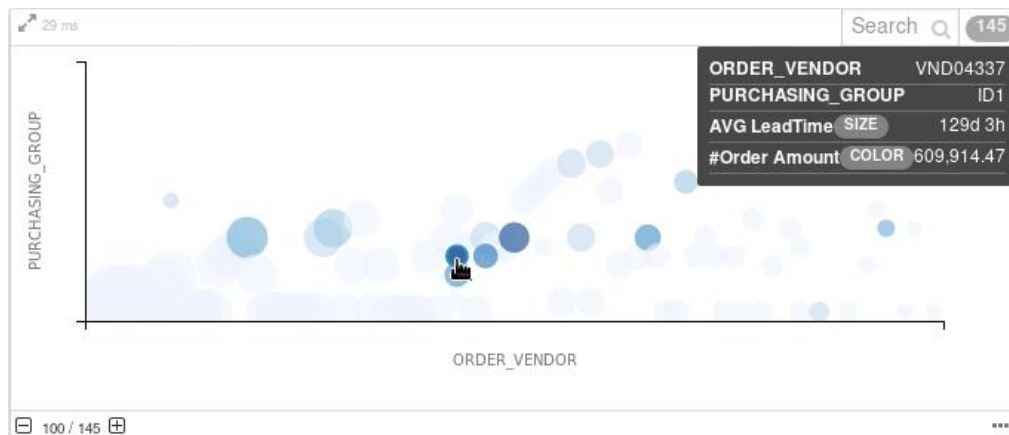 29 ms
Search
145
ORDER_VENDOR VND04337
PURCHASING_GROUP ID1
AVG LeadTime SIZE 129d 3h
#Order Amount COLOR 609,914.47
PURCHASING_GROUP
ORDER_VENDOR
100 / 145